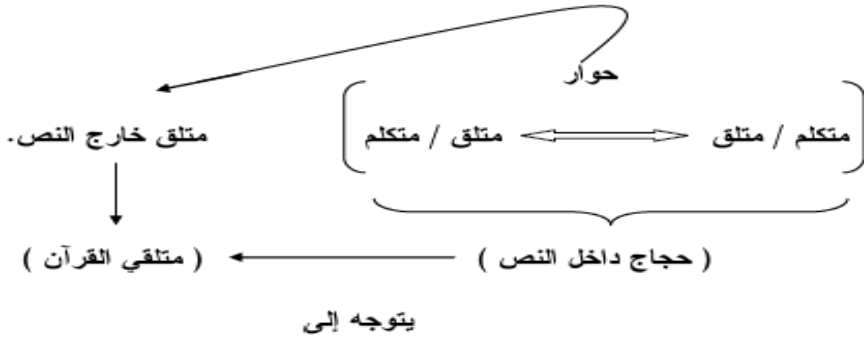 حوار
متكلم / متلق متلق / متكلم متلق خارج النص.
( حجاج داخل النص ) ( متلقي القرآن )
يتوجه إلى